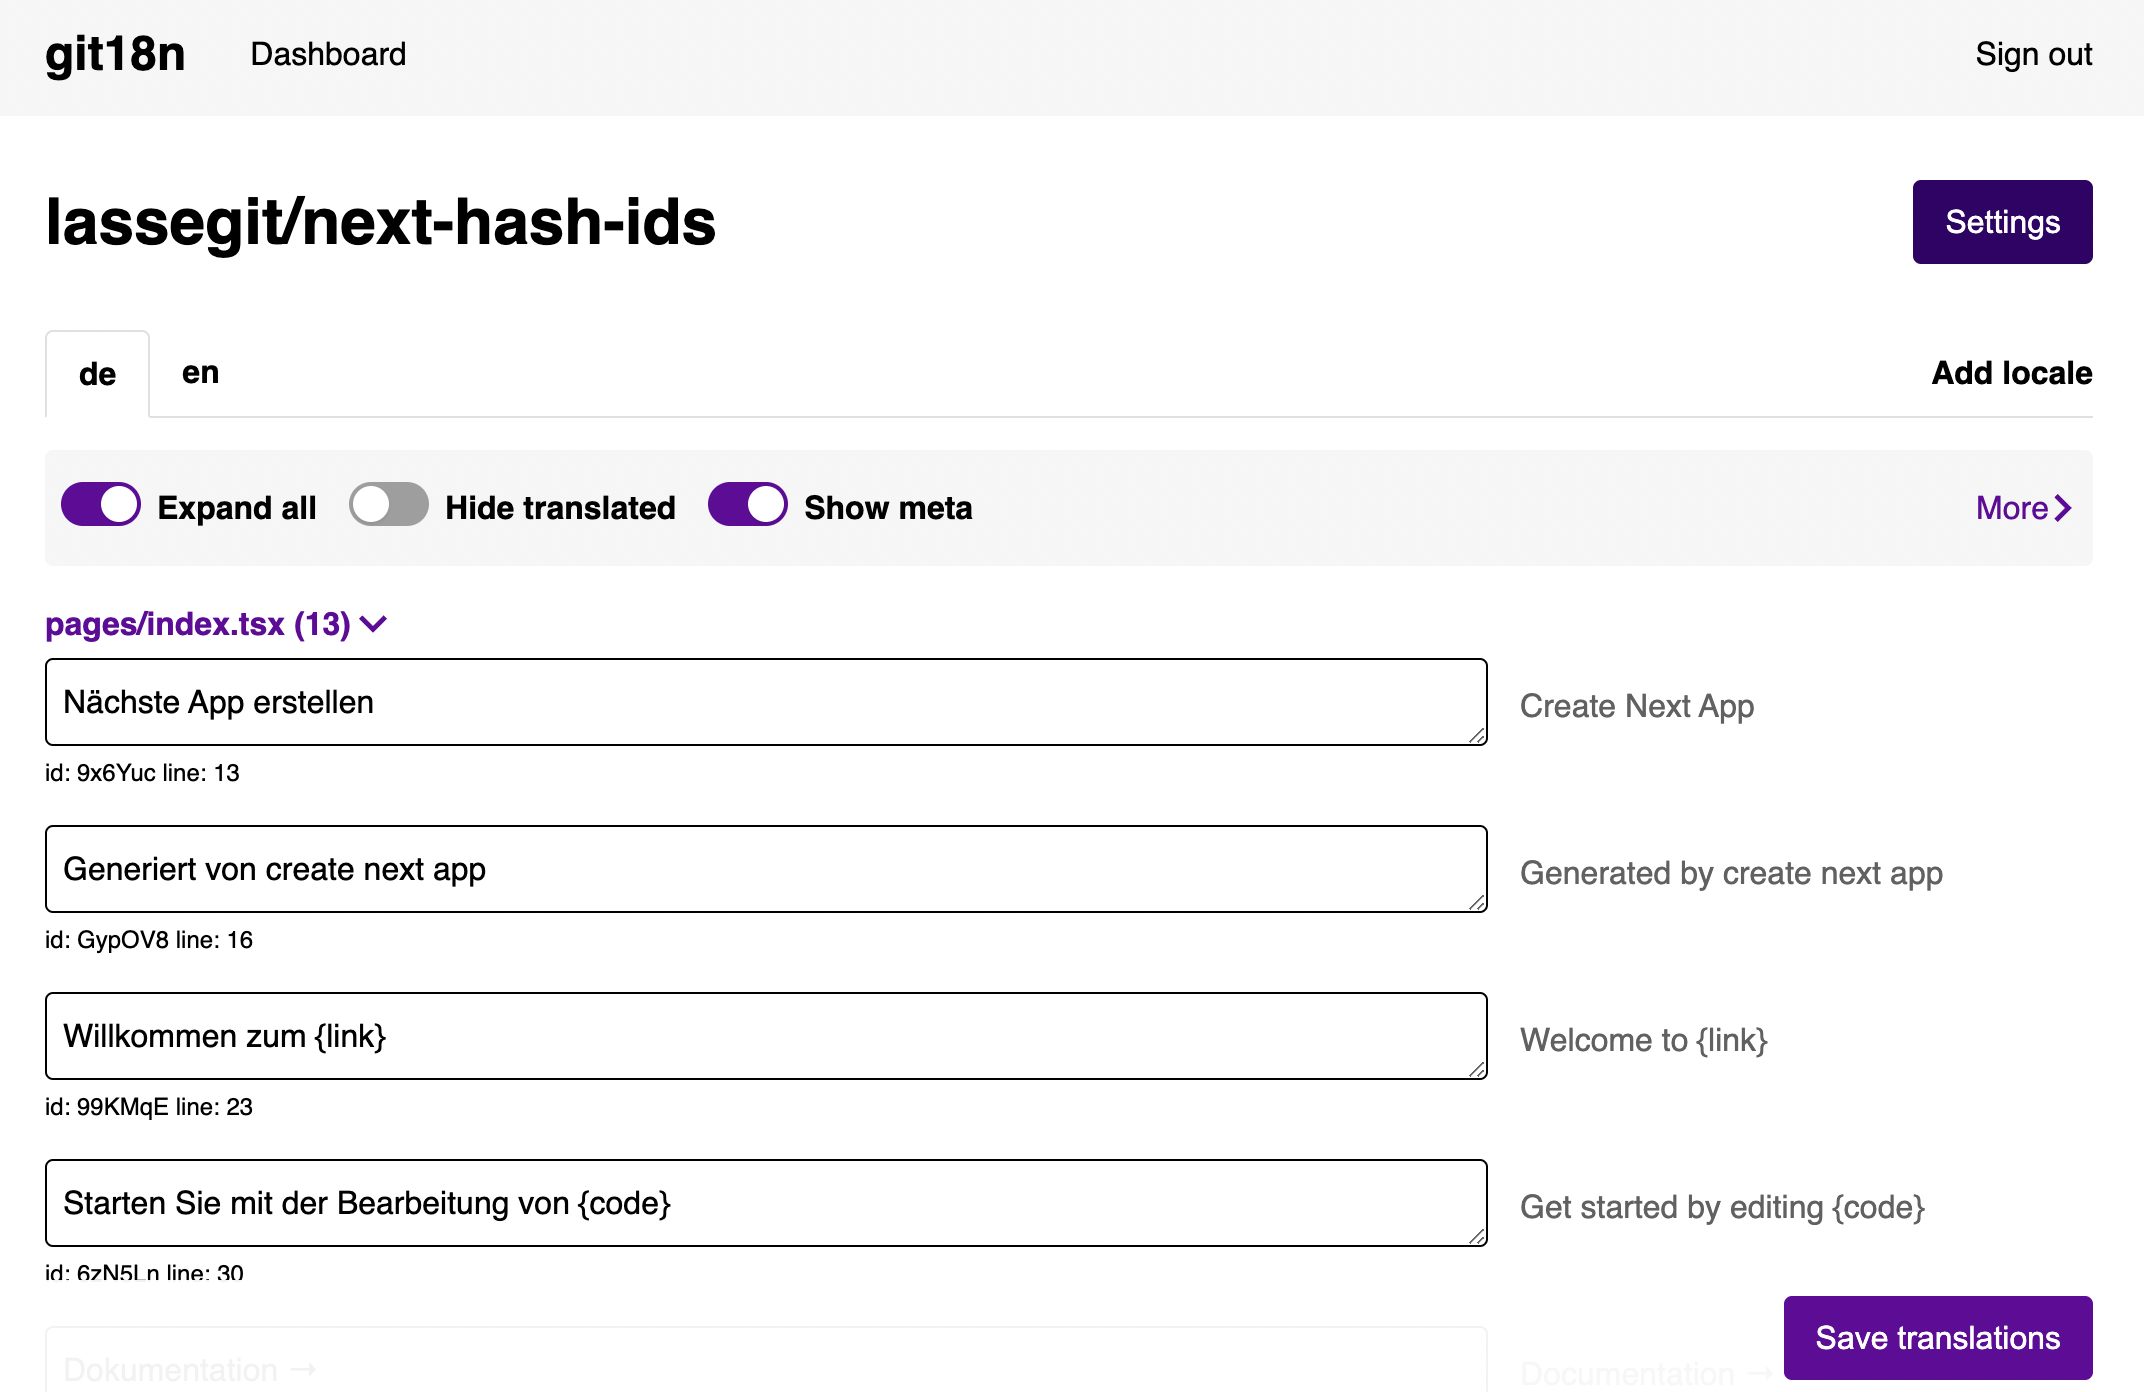 git18n Dashboard Sign out
lassegit/next-hash-ids Settings
de en Add locale
Expand all Hide translated Show meta More
pages/index.tsx (13)
Nächste App erstellen Create Next App
id: 9x6Yuc line: 13
Generiert von create next app Generated by create next app
id: GypOV8 line: 16
Willkommen zum {link} Welcome to {link}
id: 99KMqE line: 23
Starten Sie mit der Bearbeitung von {code} Get started by editing {code}
id: 6zN5Ln line: 30
Save translations
Dokumentation → Documentation →